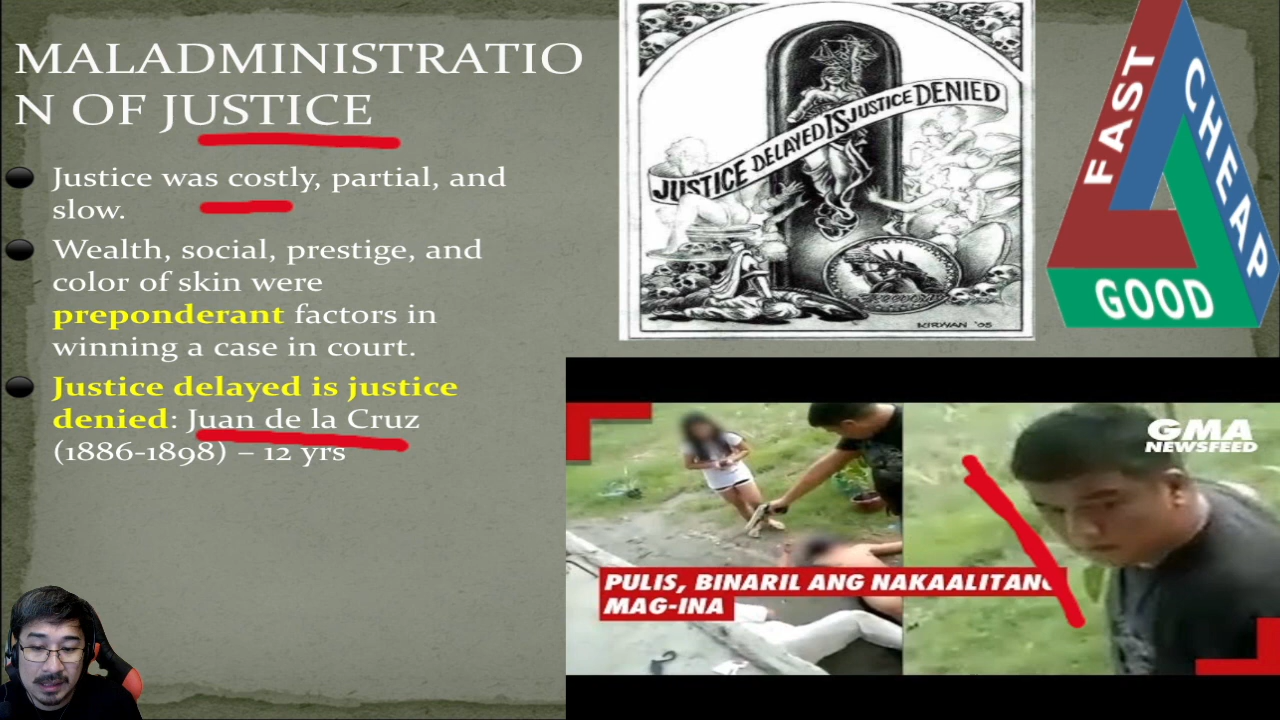 MALADMINISTRATIO
N OF JUSTICE
Justice was costly, partial, and
slow.
Wealth, social, prestige, and
color of skin were
preponderant factors in
winning a case in court.
Justice delayed is justice
denied: Juan de la Cruz
(1886-1898) – 12 yrs
JUSTICE DELAYED IS JUSTICE DENIED
KIRWAN '05
FAST
CHEAP
GOOD
GMA
NEWSFEED
PULIS, BINARIL ANG NAKAALITANG
MAG-INA